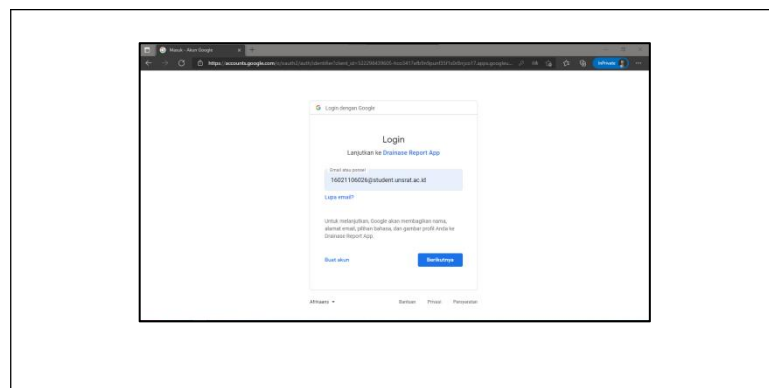 Masuk - Akun Google
https://accounts.google.com
InPrivate
Login dengan Google
Login
Lanjutkan ke Drainase Report App
Email atau ponsel
16021106026@student.unsrat.ac.id
Lupa email?
Untuk melanjutkan, Google akan membagikan nama,
alamat email, pilihan bahasa, dan gambar profil Anda ke
Drainase Report App.
Buat akun
Berikutnya
Afrikaans
Bantuan Privasi Persyaratan